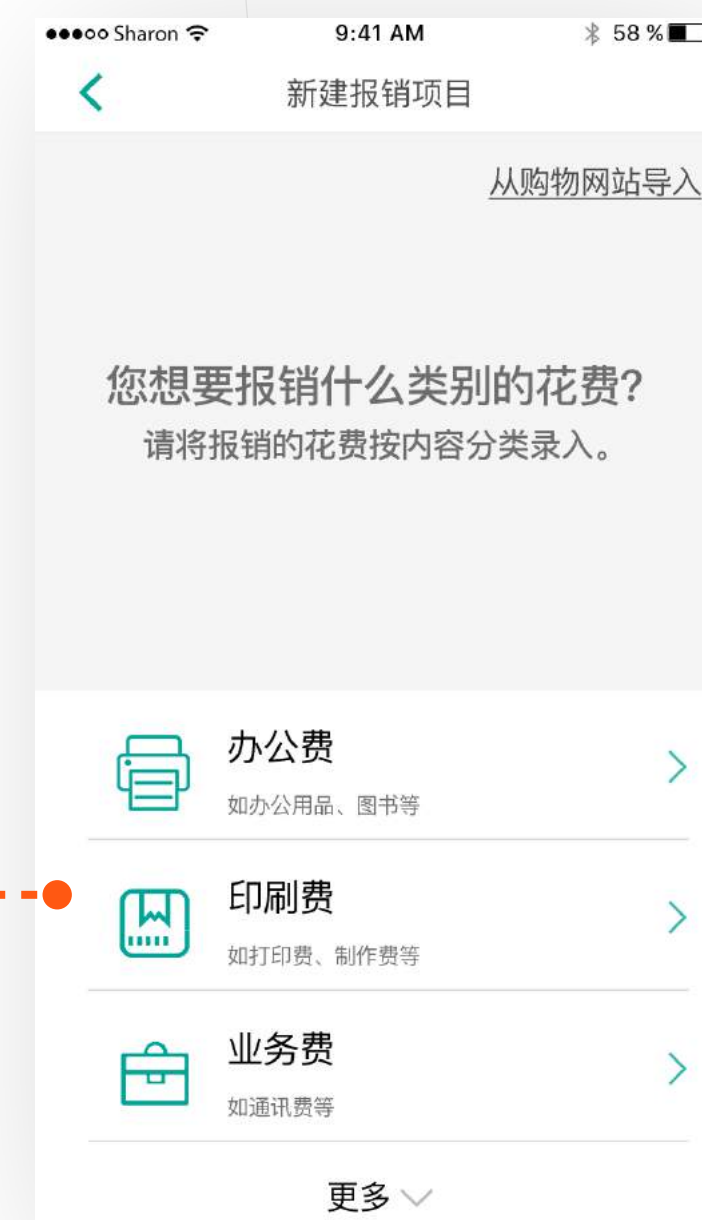 Sharon 9:41 AM 58 %
新建报销项目
从购物网站导入
您想要报销什么类别的花费?
请将报销的花费按内容分类录入。
办公费
如办公用品、图书等
印刷费
如打印费、制作费等
业务费
如通讯费等
更多